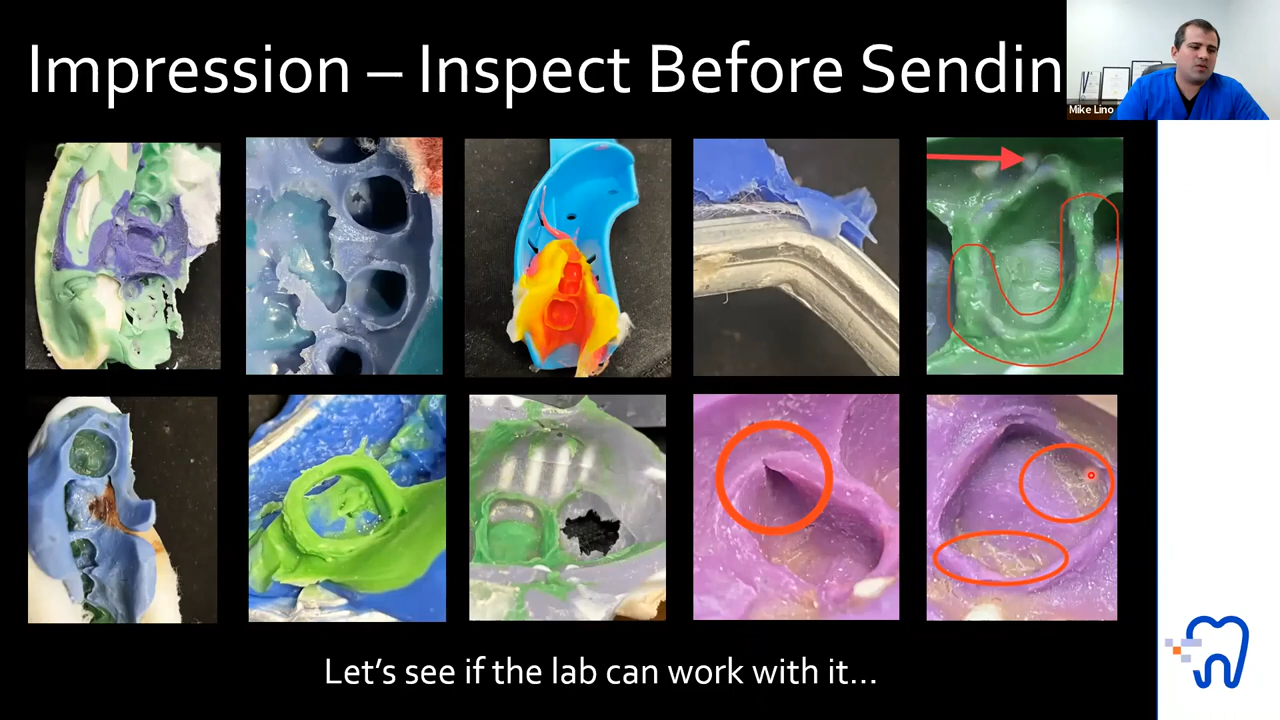 Impression – Inspect Before Sendin
Mike Lino
Let's see if the lab can work with it...